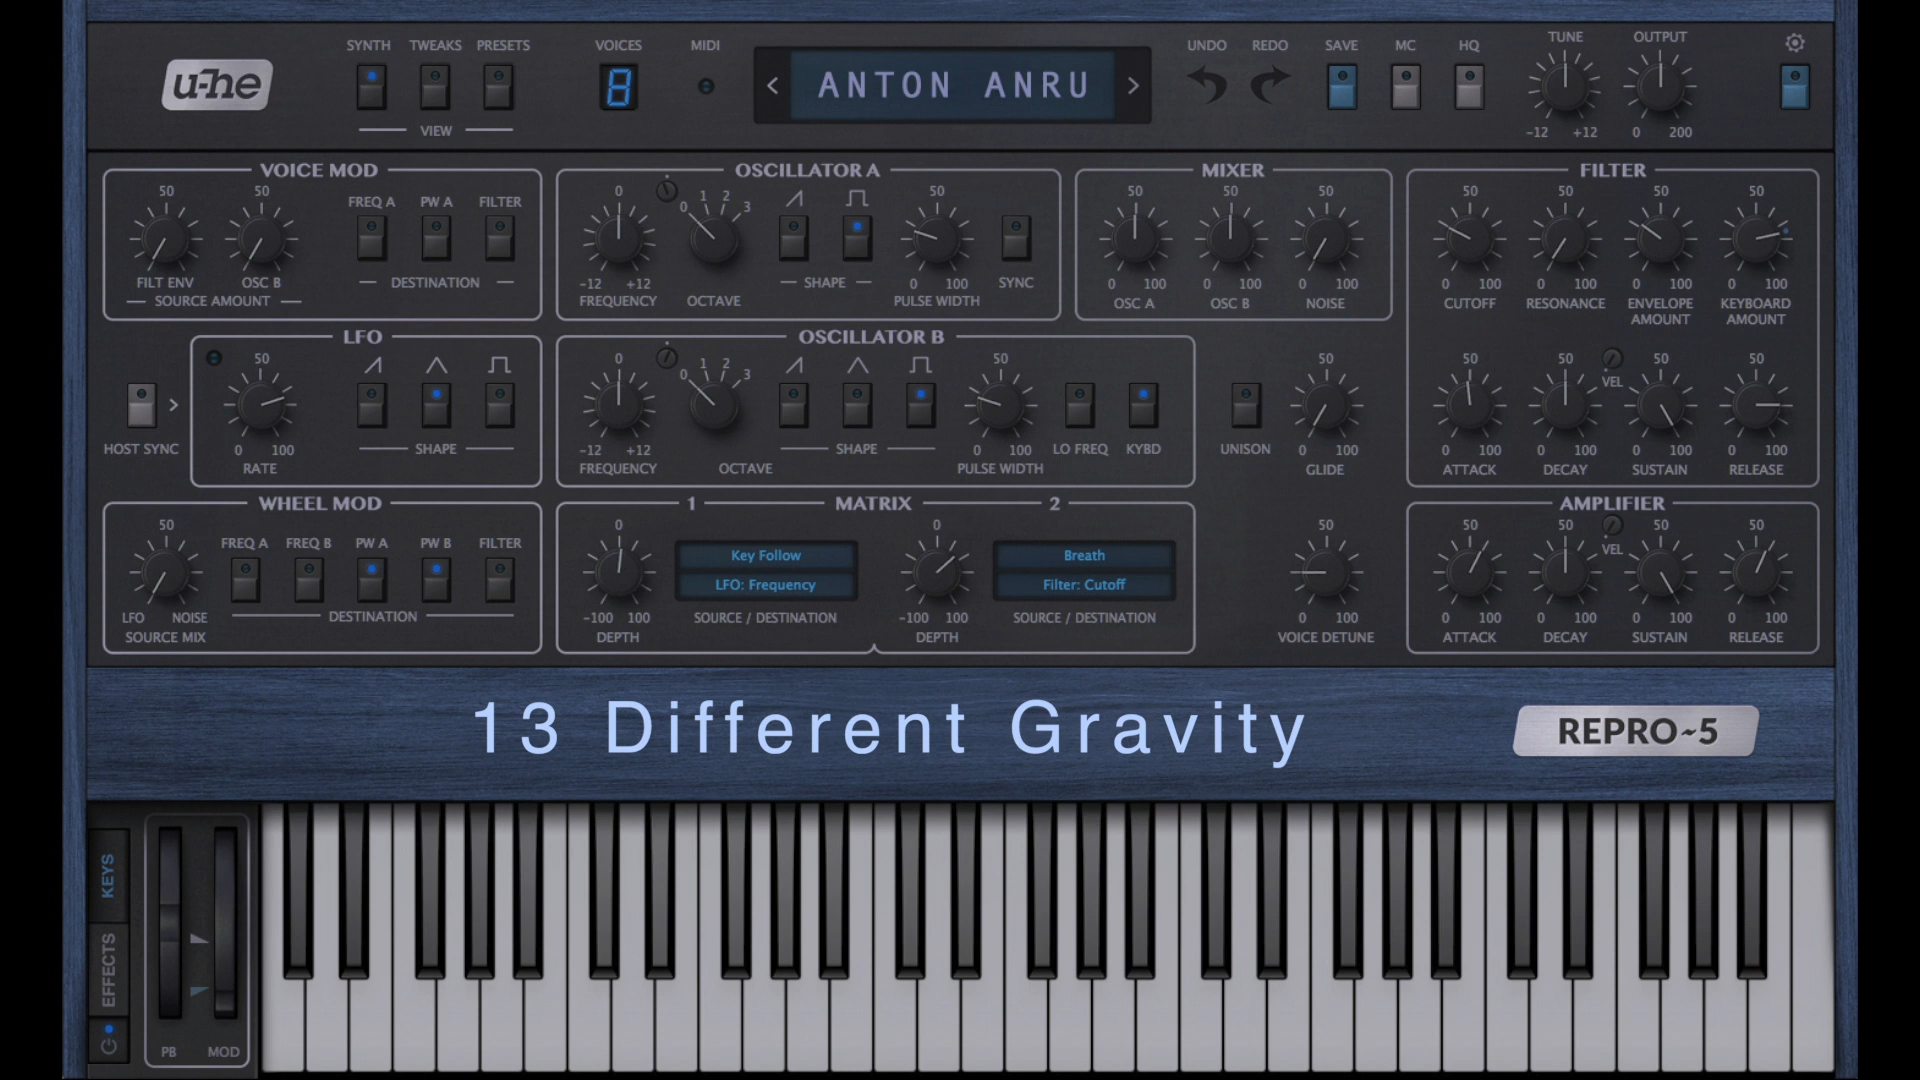 SYNTH TWEAKS PRESETS
VIEW
u-he
VOICES
8
MIDI
< ANTON ANRU >
UNDO REDO SAVE MC HQ
TUNE
-12 +12
OUTPUT
0 200
VOICE MOD
50 50
FILT ENV OSC B
SOURCE AMOUNT
FREQ A PW A FILTER
DESTINATION
OSCILLATOR A
0
-12 +12
FREQUENCY
0 1 2 3
OCTAVE
SHAPE
50
0 100
PULSE WIDTH
SYNC
MIXER
50 50 50
0 100 0 100 0 100
OSC A OSC B NOISE
FILTER
50 50 50 50
0 100 0 100 0 100 0 100
CUTOFF RESONANCE ENVELOPE AMOUNT KEYBOARD AMOUNT
50 50 VEL 50 50
0 100 0 100 0 100 0 100
ATTACK DECAY SUSTAIN RELEASE
HOST SYNC
>
LFO
50
0 100
RATE
SHAPE
OSCILLATOR B
0
-12 +12
FREQUENCY
0 1 2 3
OCTAVE
SHAPE
50
0 100
PULSE WIDTH
LO FREQ KYBD
UNISON
50
0 100
GLIDE
WHEEL MOD
50
LFO NOISE
SOURCE MIX
FREQ A FREQ B PW A PW B FILTER
DESTINATION
1 MATRIX 2
0
-100 100
DEPTH
Key Follow
LFO: Frequency
SOURCE / DESTINATION
0
-100 100
DEPTH
Breath
Filter: Cutoff
SOURCE / DESTINATION
50
0 100
VOICE DETUNE
AMPLIFIER
50 50 VEL 50 50
0 100 0 100 0 100 0 100
ATTACK DECAY SUSTAIN RELEASE
13 Different Gravity
REPRO~5
KEYS
EFFECTS
PB MOD